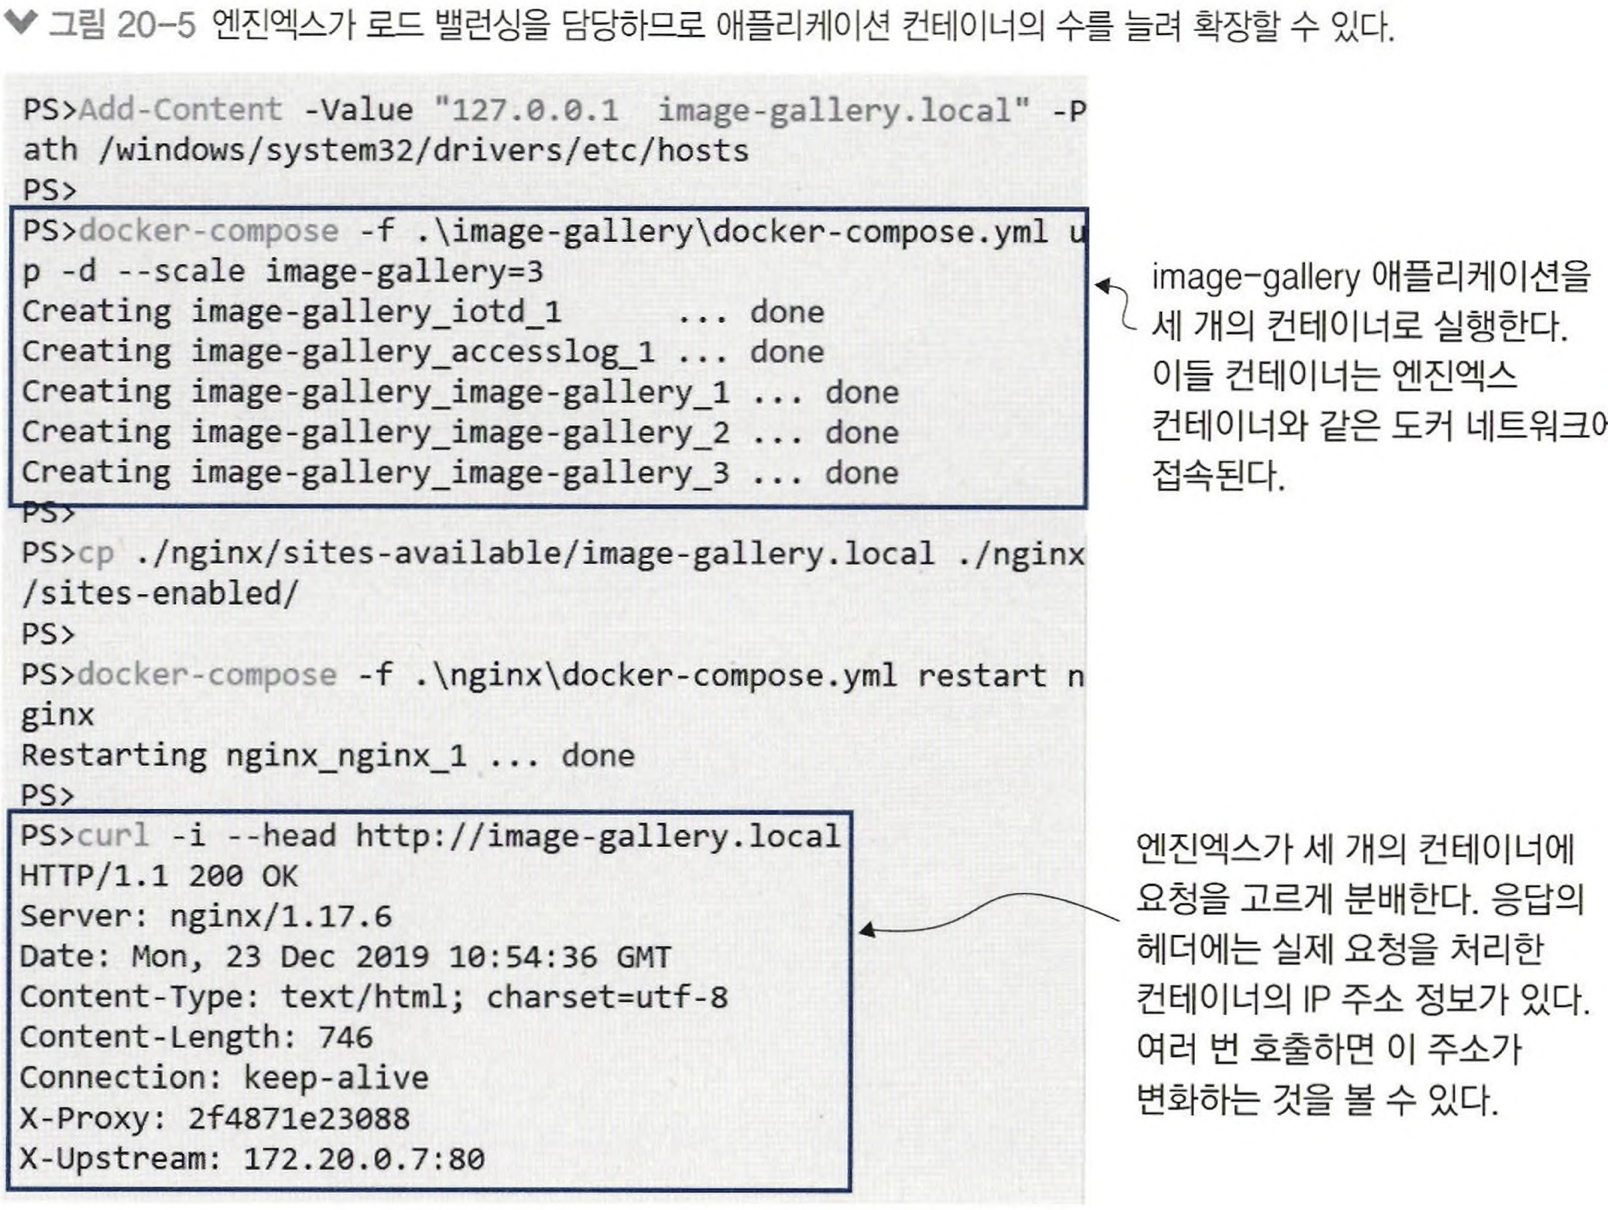 그림 20-5 엔진엑스가 로드 밸런싱을 담당하므로 애플리케이션 컨테이너의 수를 늘려 확장할 수 있다.
PS>Add-Content -Value "127.0.0.1  image-gallery.local" -P
ath /windows/system32/drivers/etc/hosts
PS>
PS>docker-compose -f .\image-gallery\docker-compose.yml u
p -d --scale image-gallery=3
Creating image-gallery_iotd_1      ... done
Creating image-gallery_accesslog_1 ... done
Creating image-gallery_image-gallery_1 ... done
Creating image-gallery_image-gallery_2 ... done
Creating image-gallery_image-gallery_3 ... done
image-gallery 애플리케이션을
세 개의 컨테이너로 실행한다.
이들 컨테이너는 엔진엑스
컨테이너와 같은 도커 네트워크에
접속된다.
PS>
PS>cp ./nginx/sites-available/image-gallery.local ./nginx
/sites-enabled/
PS>
PS>docker-compose -f .\nginx\docker-compose.yml restart n
ginx
Restarting nginx_nginx_1 ... done
PS>
PS>curl -i --head http://image-gallery.local
HTTP/1.1 200 OK
Server: nginx/1.17.6
Date: Mon, 23 Dec 2019 10:54:36 GMT
Content-Type: text/html; charset=utf-8
Content-Length: 746
Connection: keep-alive
X-Proxy: 2f4871e23088
X-Upstream: 172.20.0.7:80
엔진엑스가 세 개의 컨테이너에
요청을 고르게 분배한다. 응답의
헤더에는 실제 요청을 처리한
컨테이너의 IP 주소 정보가 있다.
여러 번 호출하면 이 주소가
변화하는 것을 볼 수 있다.